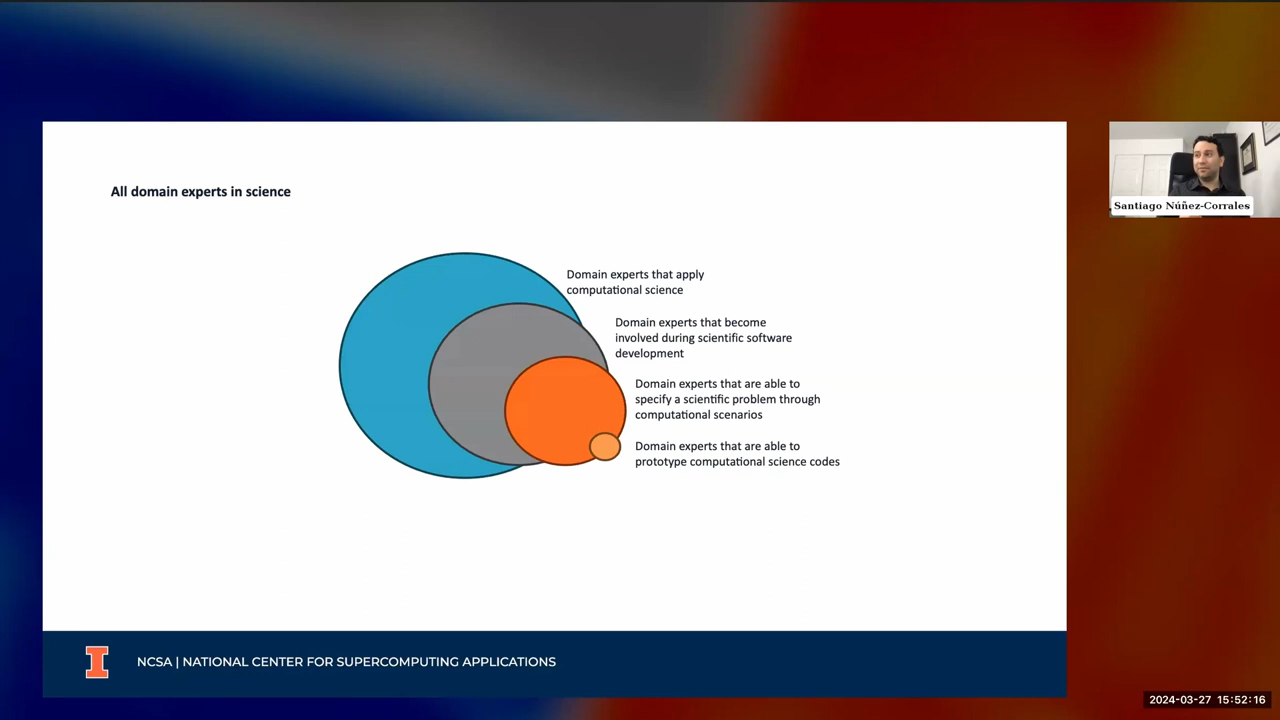 All domain experts in science
Domain experts that apply
computational science
Domain experts that become
involved during scientific software
development
Domain experts that are able to
specify a scientific problem through
computational scenarios
Domain experts that are able to
prototype computational science codes
Santiago Núñez-Corrales
NCSA | NATIONAL CENTER FOR SUPERCOMPUTING APPLICATIONS
2024-03-27 15:52:16